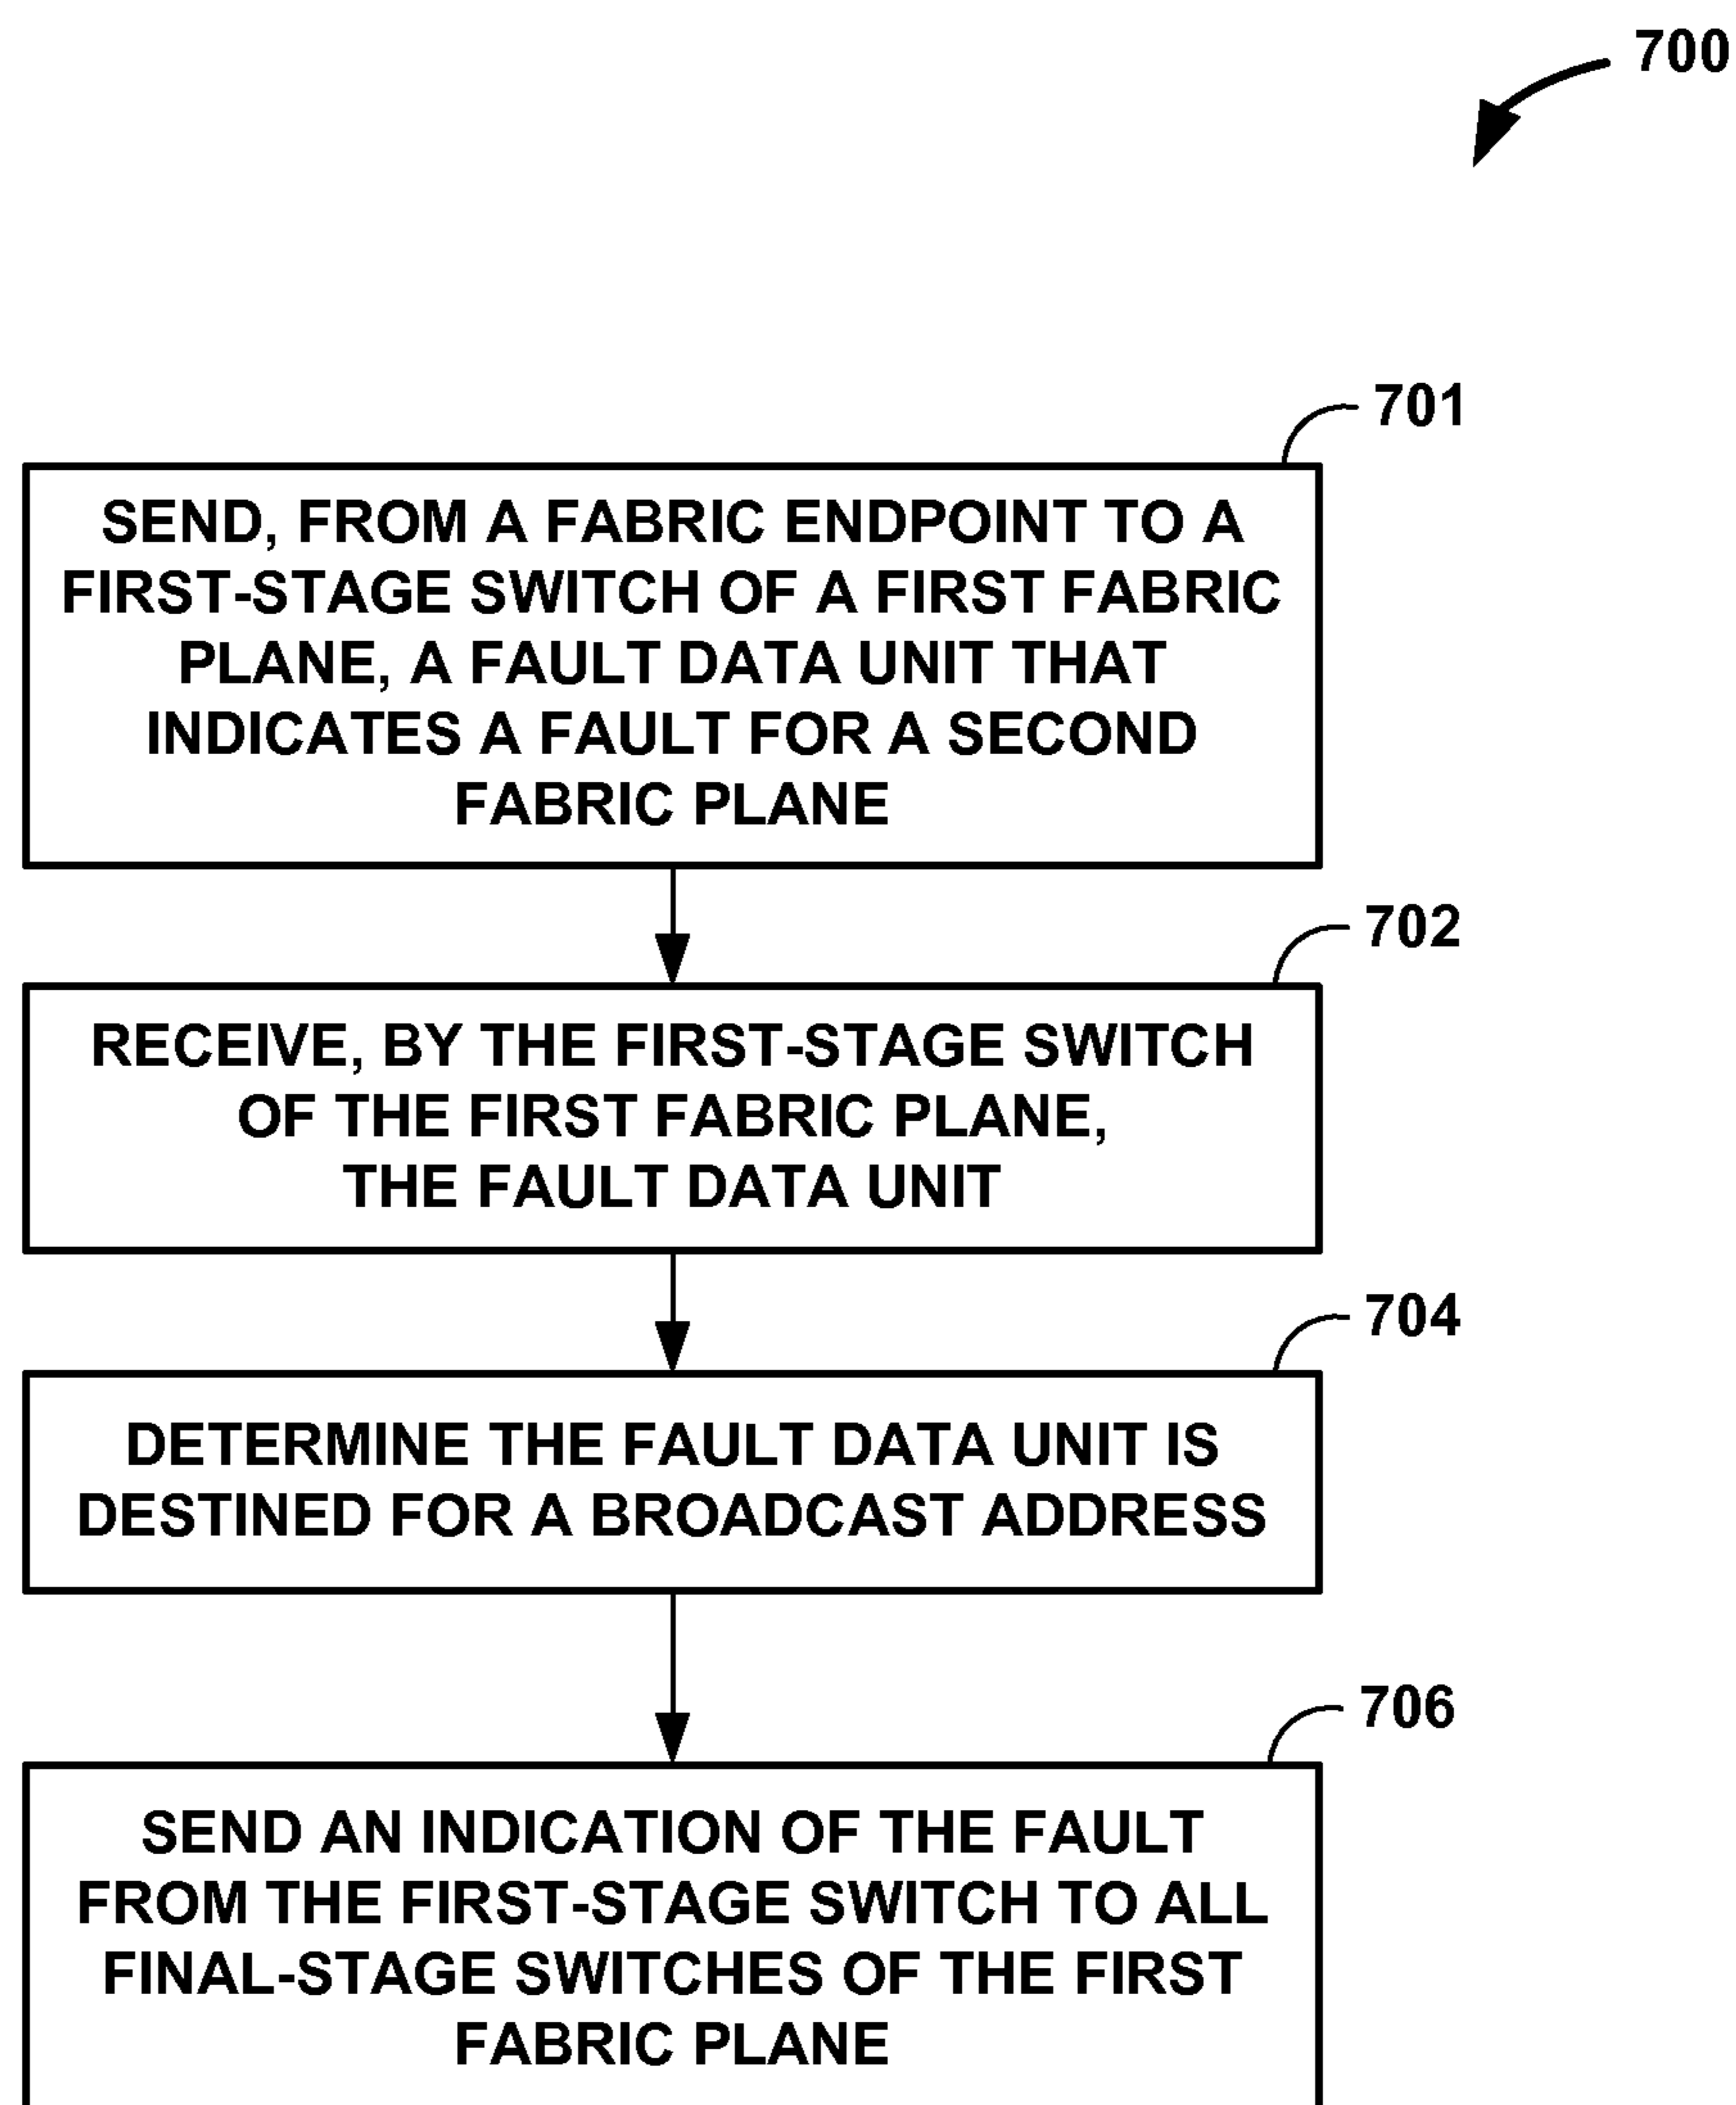 700
701
SEND, FROM A FABRIC ENDPOINT TO A
FIRST-STAGE SWITCH OF A FIRST FABRIC
PLANE, A FAULT DATA UNIT THAT
INDICATES A FAULT FOR A SECOND
FABRIC PLANE
702
RECEIVE, BY THE FIRST-STAGE SWITCH
OF THE FIRST FABRIC PLANE,
THE FAULT DATA UNIT
704
DETERMINE THE FAULT DATA UNIT IS
DESTINED FOR A BROADCAST ADDRESS
706
SEND AN INDICATION OF THE FAULT
FROM THE FIRST-STAGE SWITCH TO ALL
FINAL-STAGE SWITCHES OF THE FIRST
FABRIC PLANE